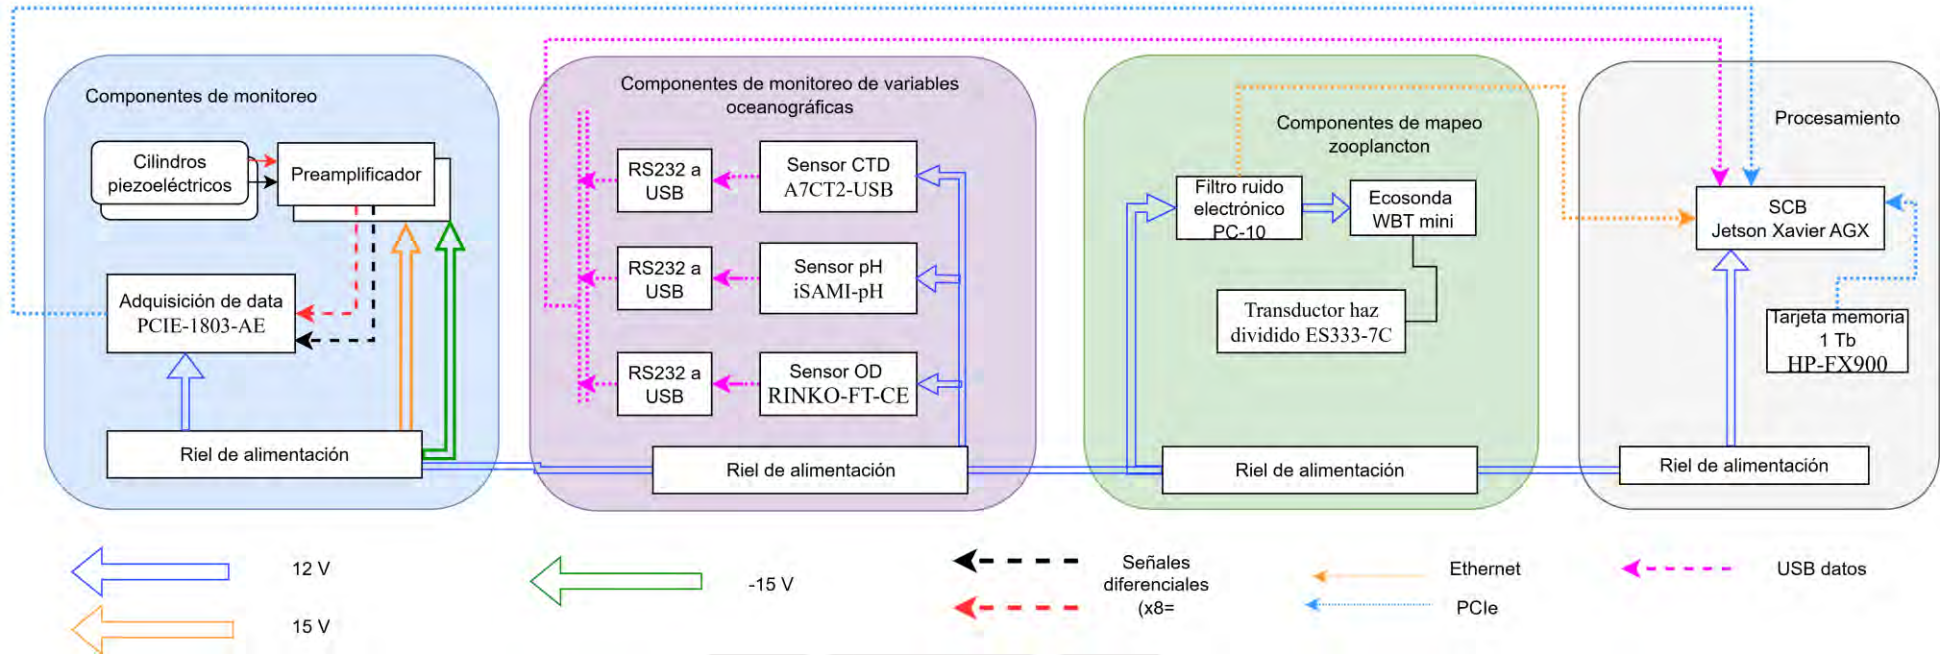 Componentes de monitoreo
Cilindros
piezoeléctricos
Preamplificador
Adquisición de data
PCIE-1803-AE
Riel de alimentación
Componentes de monitoreo de variables
oceanográficas
RS232 a
USB
Sensor CTD
A7CT2-USB
RS232 a
USB
Sensor pH
iSAMI-pH
RS232 a
USB
Sensor OD
RINKO-FT-CE
Riel de alimentación
Componentes de mapeo
zooplancton
Filtro ruido
electrónico
PC-10
Ecosonda
WBT mini
Transductor haz
dividido ES333-7C
Riel de alimentación
Procesamiento
SCB
Jetson Xavier AGX
Tarjeta memoria
1 Tb
HP-FX900
Riel de alimentación
12 V
15 V
-15 V
Señales
diferenciales
(x8=
Ethernet
PCIe
USB datos